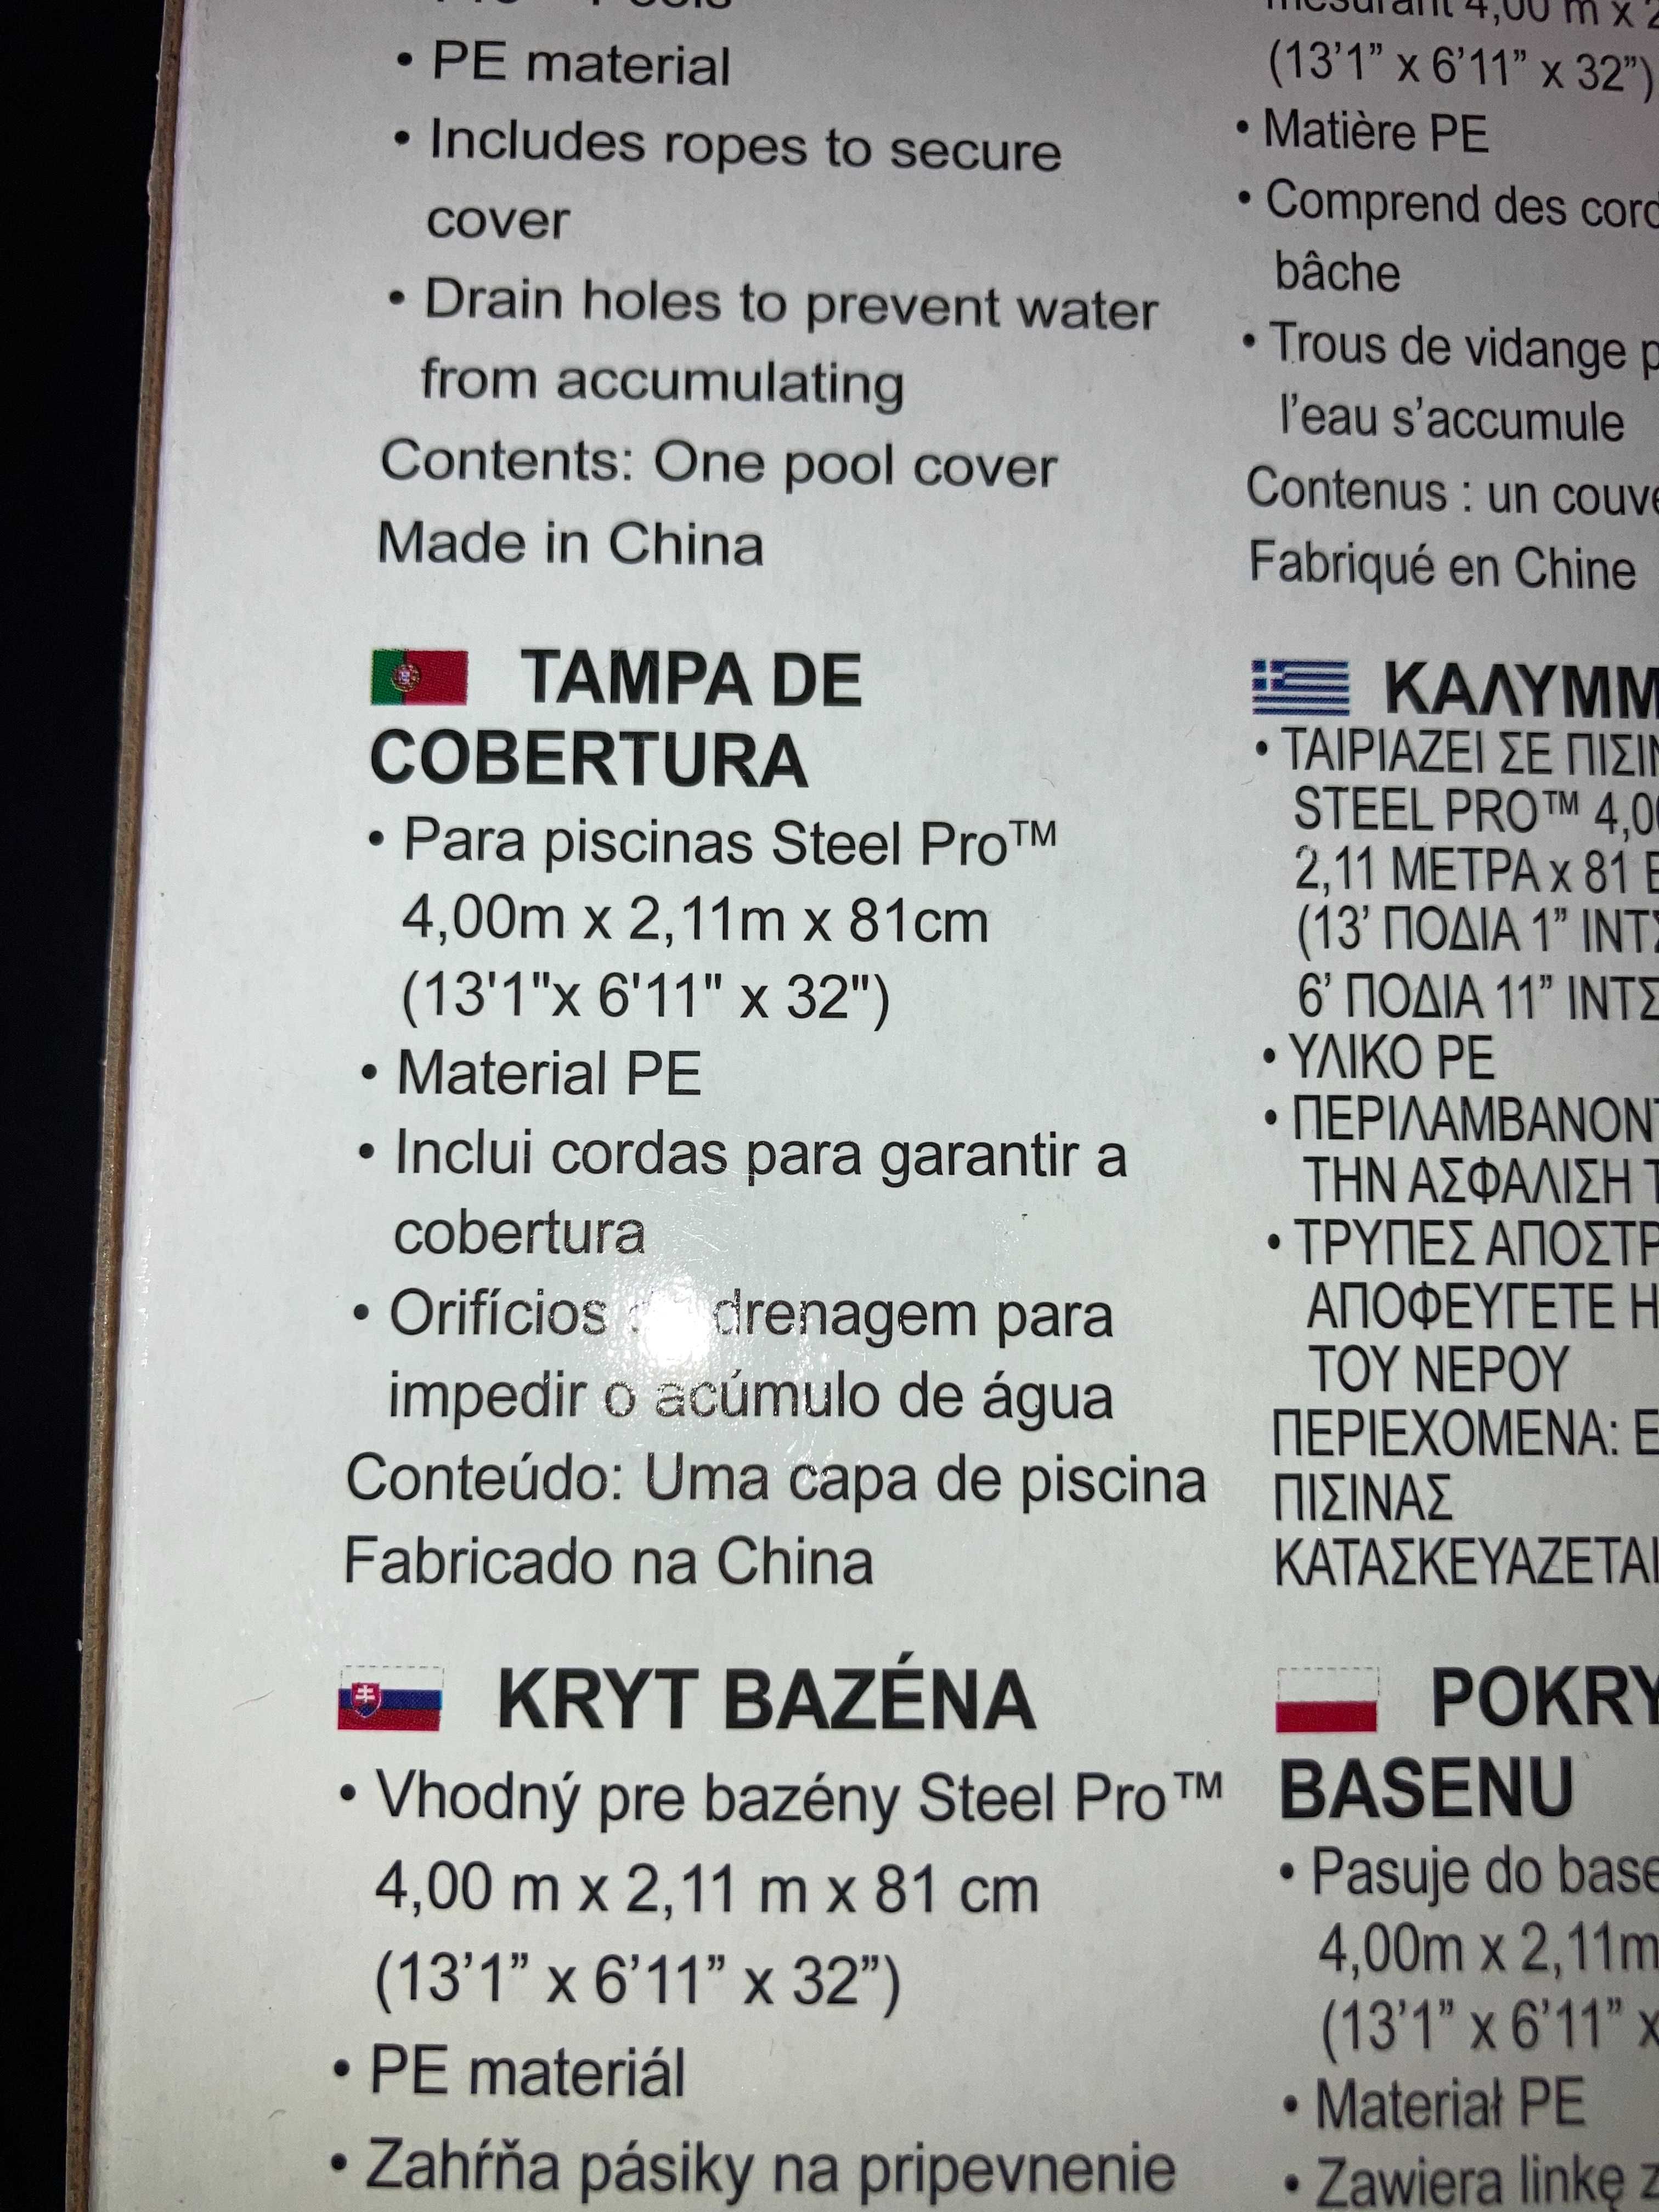 • PE material
• Includes ropes to secure
cover
• Drain holes to prevent water
from accumulating
Contents: One pool cover
Made in China
4,00 m x
(13’1” x 6’11” x 32”)
• Matière PE
• Comprend des
bâche
• Trous de vidange
l’eau s’accumule
Contenus : un
Fabriqué en Chine
TAMPA DE
COBERTURA
• Para piscinas Steel Pro™
4,00m x 2,11m x 81cm
(13'1"x 6'11" x 32")
• Material PE
• Inclui cordas para garantir a
cobertura
• Orifícios drenagem para
impedir o acúmulo de água
Conteúdo: Uma capa de piscina
Fabricado na China
• ΤΑΙΡΙΑΖΕΙ ΣΕ
STEEL PRO™
2,11 ΜΕΤΡΑ x 81
(13’ ΠΟΔΙΑ 1”
6’ ΠΟΔΙΑ 11”
• ΥΛΙΚΟ PE
• ΠΕΡΙΛΑΜΒΑΝΟΝ
ΤΗΝ ΑΣΦΑΛΙΣΗ
• ΤΡΥΠΕΣ
ΑΠΟΦΕΥΓΕΤΕ Η
ΤΟΥ ΝΕΡΟΥ
ΠΕΡΙΕΧΟΜΕΝΑ:
ΠΙΣΙΝΑΣ
ΚΑΤΑΣΚΕΥΑΖΕΤΑΙ
KRYT BAZÉNA
• Vhodný pre bazény Steel Pro™
4,00 m x 2,11 m x 81 cm
(13’1” x 6’11” x 32”)
• PE materiál
• Zahŕňa pásiky na pripevnenie
POKRY
BASENU
• Pasuje do
4,00m x 2,11m
(13’1” x 6’11” x
• Materiał PE
• Zawiera linkę